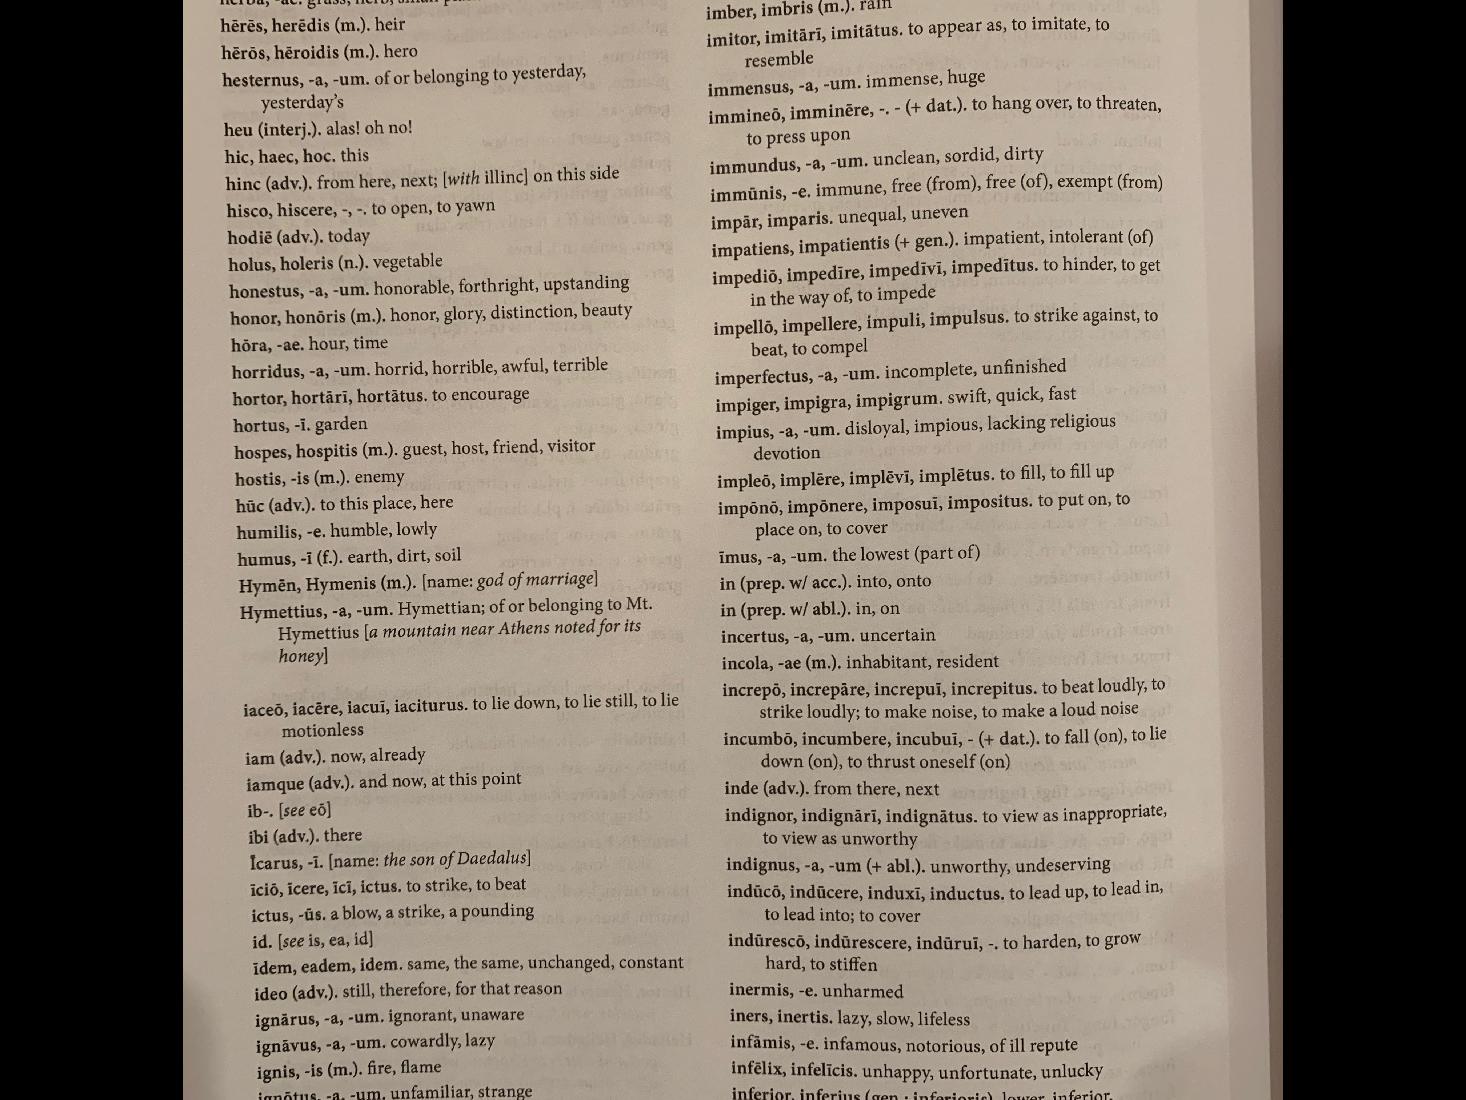 herba, -ae. grass, herb, small
hērēs, herēdis (m.). heir
hērōs, hēroidis (m.). hero
hesternus, -a, -um. of or belonging to yesterday,
yesterday's
heu (interj.). alas! oh no!
hic, haec, hoc. this
hinc (adv.). from here, next; [with illinc] on this side
hisco, hiscere, -, -. to open, to yawn
hodiē (adv.). today
holus, holeris (n.). vegetable
honestus, -a, -um. honorable, forthright, upstanding
honor, honōris (m.). honor, glory, distinction, beauty
hōra, -ae. hour, time
horridus, -a, -um. horrid, horrible, awful, terrible
hortor, hortārī, hortātus. to encourage
hortus, -ī. garden
hospes, hospitis (m.). guest, host, friend, visitor
hostis, -is (m.). enemy
hūc (adv.). to this place, here
humilis, -e. humble, lowly
humus, -ī (f.). earth, dirt, soil
Hymēn, Hymenis (m.). [name: god of marriage]
Hymettius, -a, -um. Hymettian; of or belonging to Mt.
Hymettius [a mountain near Athens noted for its
honey]
iaceō, iacēre, iacuī, iaciturus. to lie down, to lie still, to lie
motionless
iam (adv.). now, already
iamque (adv.). and now, at this point
ib-. [see eō]
ibi (adv.). there
Īcarus, -ī. [name: the son of Daedalus]
īciō, īcere, īcī, ictus. to strike, to beat
ictus, -ūs. a blow, a strike, a pounding
id. [see is, ea, id]
īdem, eadem, idem. same, the same, unchanged, constant
ideo (adv.). still, therefore, for that reason
ignārus, -a, -um. ignorant, unaware
ignāvus, -a, -um. cowardly, lazy
ignis, -is (m.). fire, flame
ignōtus, -a, -um. unfamiliar, strange
imber, imbris (m.). rain
imitor, imitārī, imitātus. to appear as, to imitate, to
resemble
immensus, -a, -um. immense, huge
immineō, imminēre, -. - (+ dat.). to hang over, to threaten,
to press upon
immundus, -a, -um. unclean, sordid, dirty
immūnis, -e. immune, free (from), free (of), exempt (from)
impār, imparis. unequal, uneven
impatiens, impatientis (+ gen.). impatient, intolerant (of)
impediō, impedīre, impedīvī, impedītus. to hinder, to get
in the way of, to impede
impellō, impellere, impuli, impulsus. to strike against, to
beat, to compel
imperfectus, -a, -um. incomplete, unfinished
impiger, impigra, impigrum. swift, quick, fast
impius, -a, -um. disloyal, impious, lacking religious
devotion
impleō, implēre, implēvī, implētus. to fill, to fill up
impōnō, impōnere, imposuī, impositus. to put on, to
place on, to cover
īmus, -a, -um. the lowest (part of)
in (prep. w/ acc.). into, onto
in (prep. w/ abl.). in, on
incertus, -a, -um. uncertain
incola, -ae (m.). inhabitant, resident
increpō, increpāre, increpuī, increpitus. to beat loudly, to
strike loudly; to make noise, to make a loud noise
incumbō, incumbere, incubuī, - (+ dat.). to fall (on), to lie
down (on), to thrust oneself (on)
inde (adv.). from there, next
indignor, indignārī, indignātus. to view as inappropriate,
to view as unworthy
indignus, -a, -um (+ abl.). unworthy, undeserving
indūcō, indūcere, induxī, inductus. to lead up, to lead in,
to lead into; to cover
indūrescō, indūrescere, indūruī, -. to harden, to grow
hard, to stiffen
inermis, -e. unharmed
iners, inertis. lazy, slow, lifeless
infāmis, -e. infamous, notorious, of ill repute
infēlix, infelīcis. unhappy, unfortunate, unlucky
inferior, inferius (gen.: inferioris). lower, inferior.